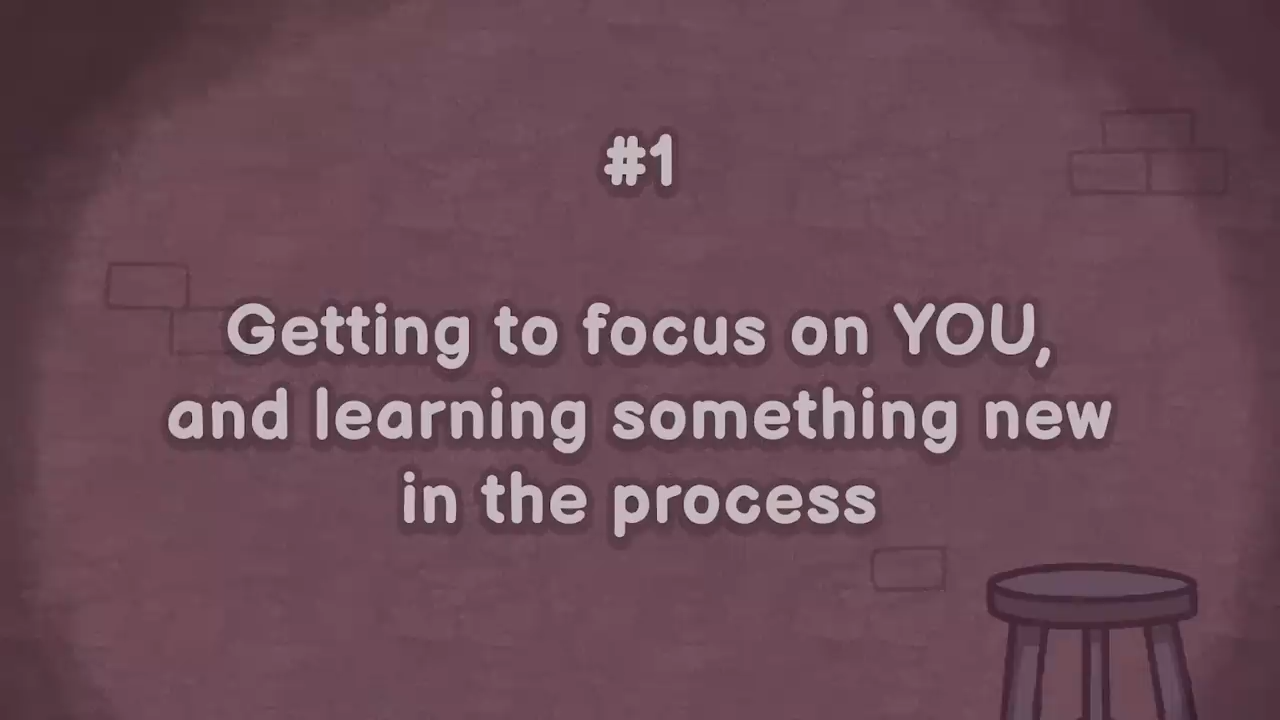 #1
Getting to focus on YOU,
and learning something new
in the process